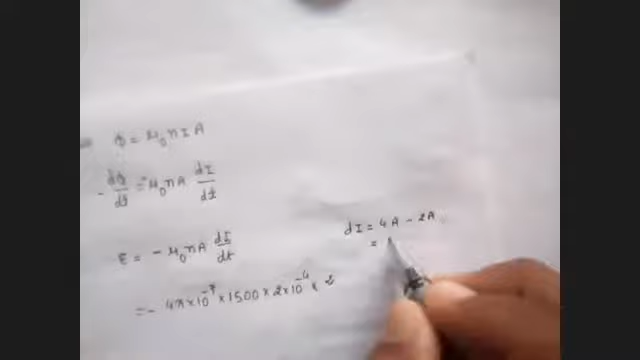 Φ = μ₀nIA
- dΦ/dt = -μ₀nA dI/dt
ε = - μ₀nA dI/dt
dI = 4A - 2A
=
= - 4π×10⁻⁷ × 1500 × 2×10⁻⁴ × 2